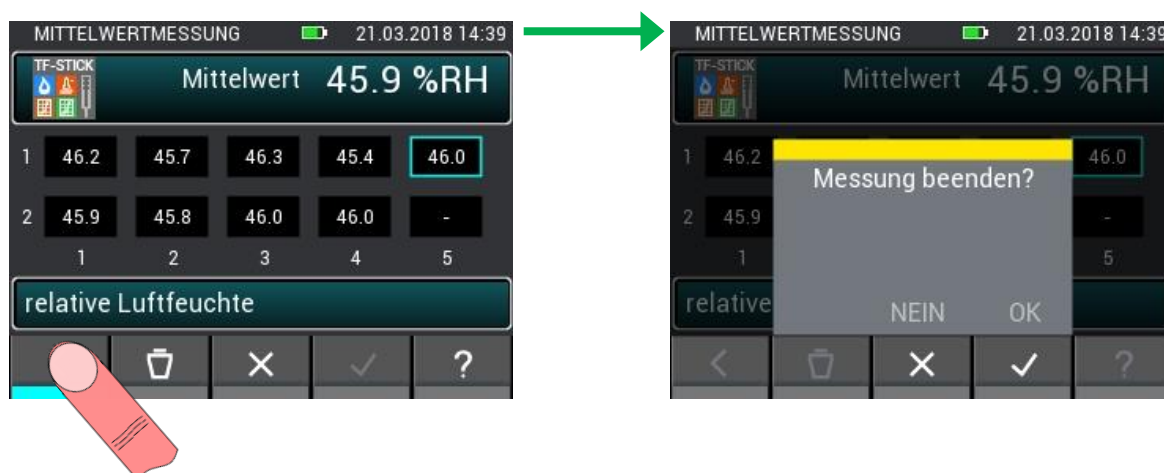 MITTELWERTMESSUNG 21.03.2018 14:39
TF-STICK
Mittelwert 45.9 %RH
1 46.2 45.7 46.3 45.4 46.0
2 45.9 45.8 46.0 46.0 -
1 2 3 4 5
relative Luftfeuchte
?
MITTELWERTMESSUNG 21.03.2018 14:39
TF-STICK
Mittelwert 45.9 %RH
1 46.2 46.0
Messung beenden?
2 45.9 -
1 5
relative
NEIN OK
?